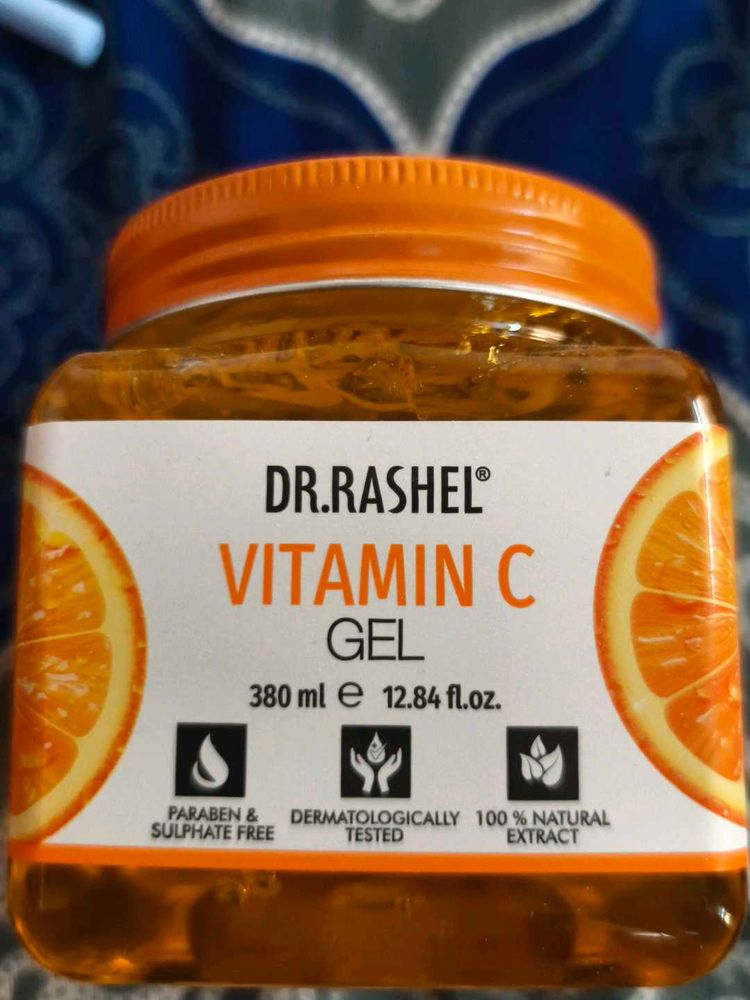 DR.RASHEL®
VITAMIN C
GEL
380 ml ℮ 12.84 fl.oz.
PARABEN &
SULPHATE FREE
DERMATOLOGICALLY
TESTED
100 % NATURAL
EXTRACT